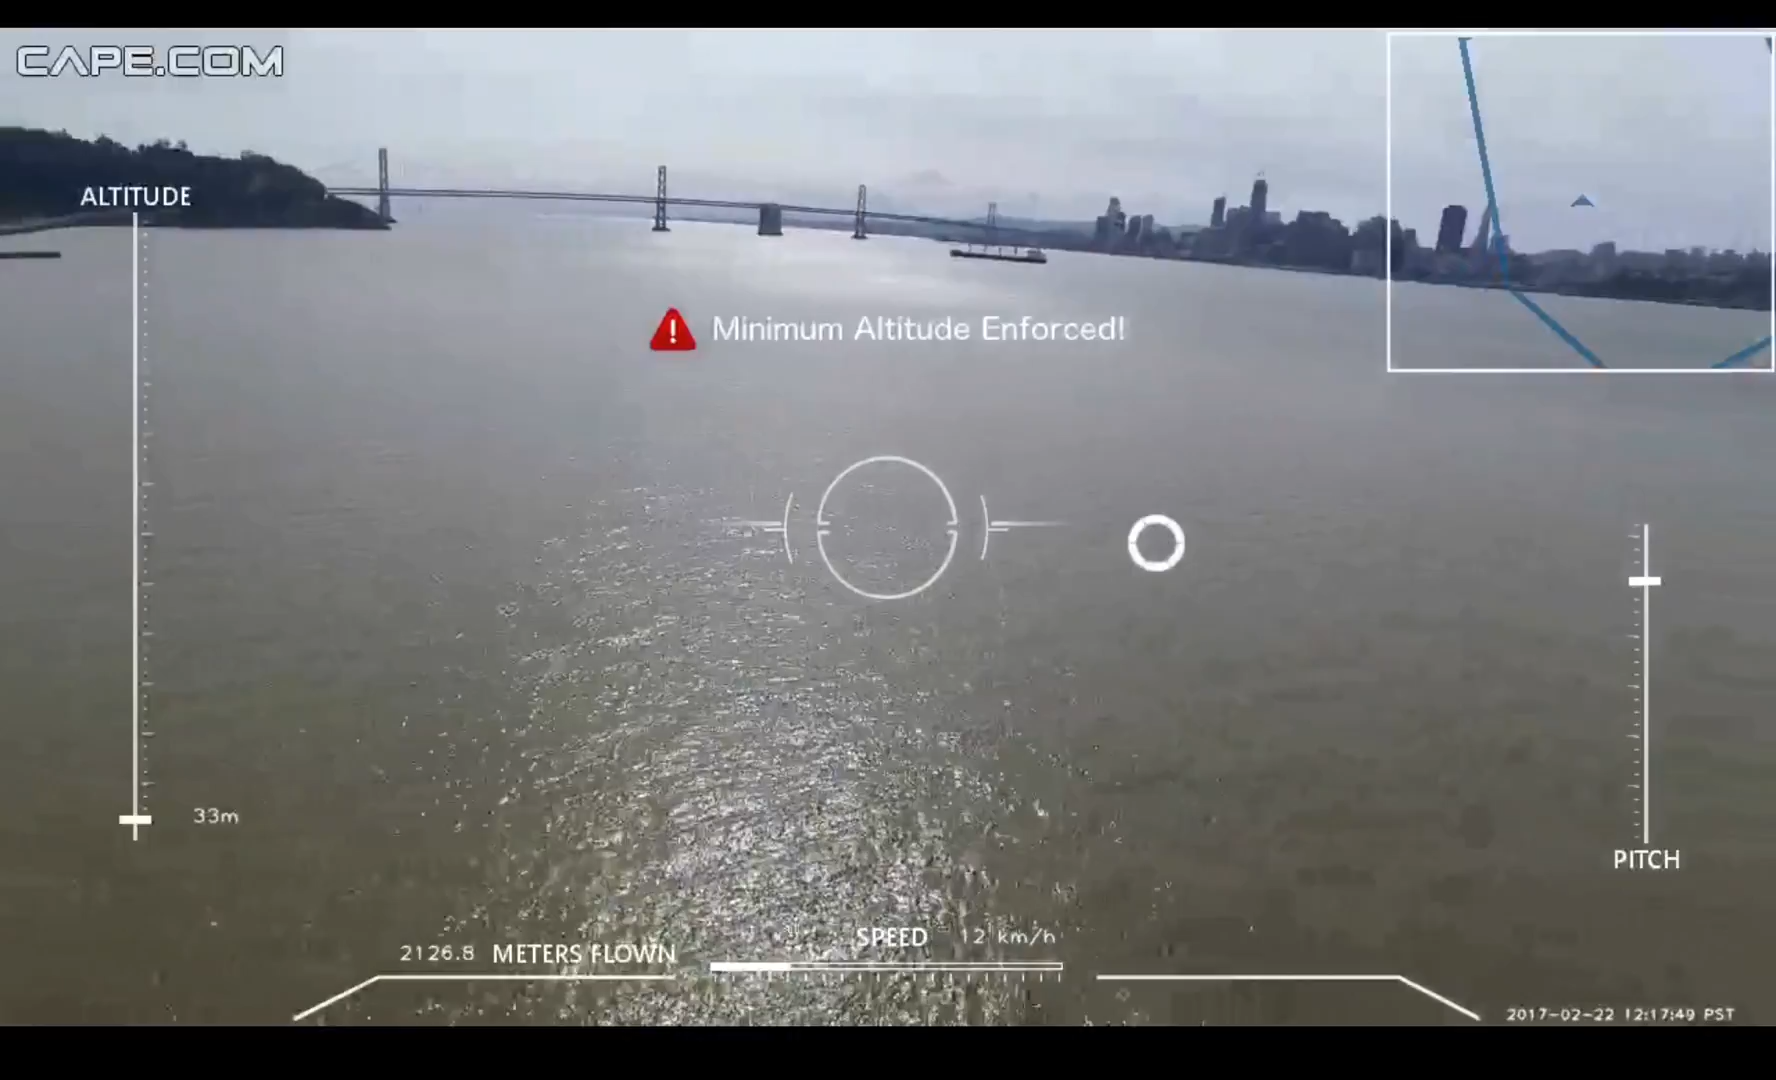 CAPE.COM
ALTITUDE
Minimum Altitude Enforced!
33m
PITCH
SPEED 12 km/h
2126.8 METERS FLOWN
2017-02-22 12:17:49 PST